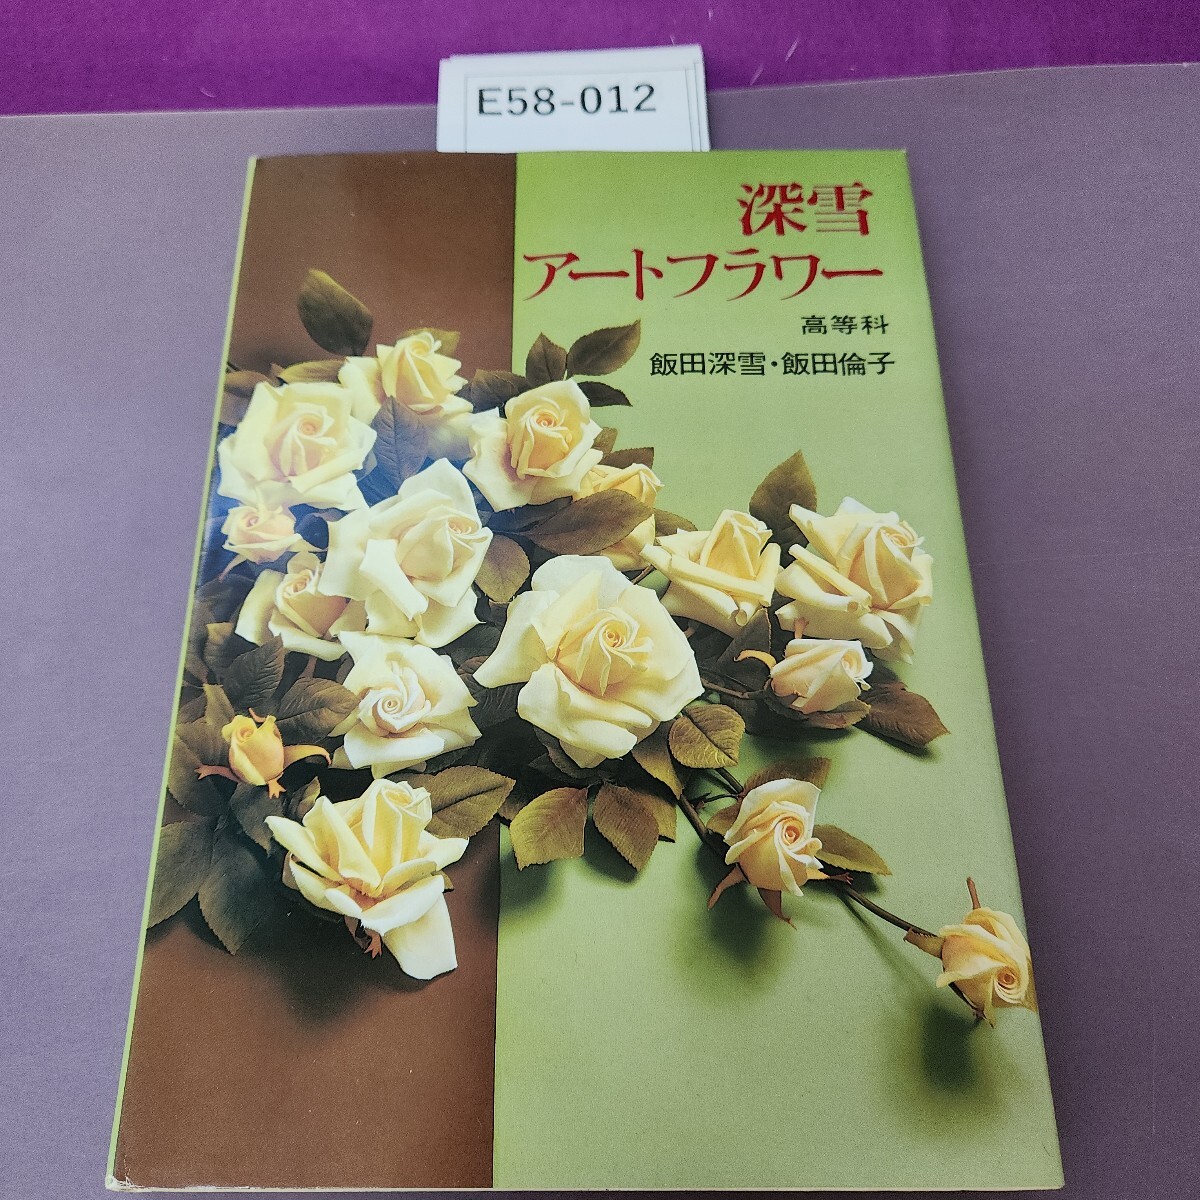 E58-012
深雪
アートフラワー
高等科
飯田深雪・飯田倫子